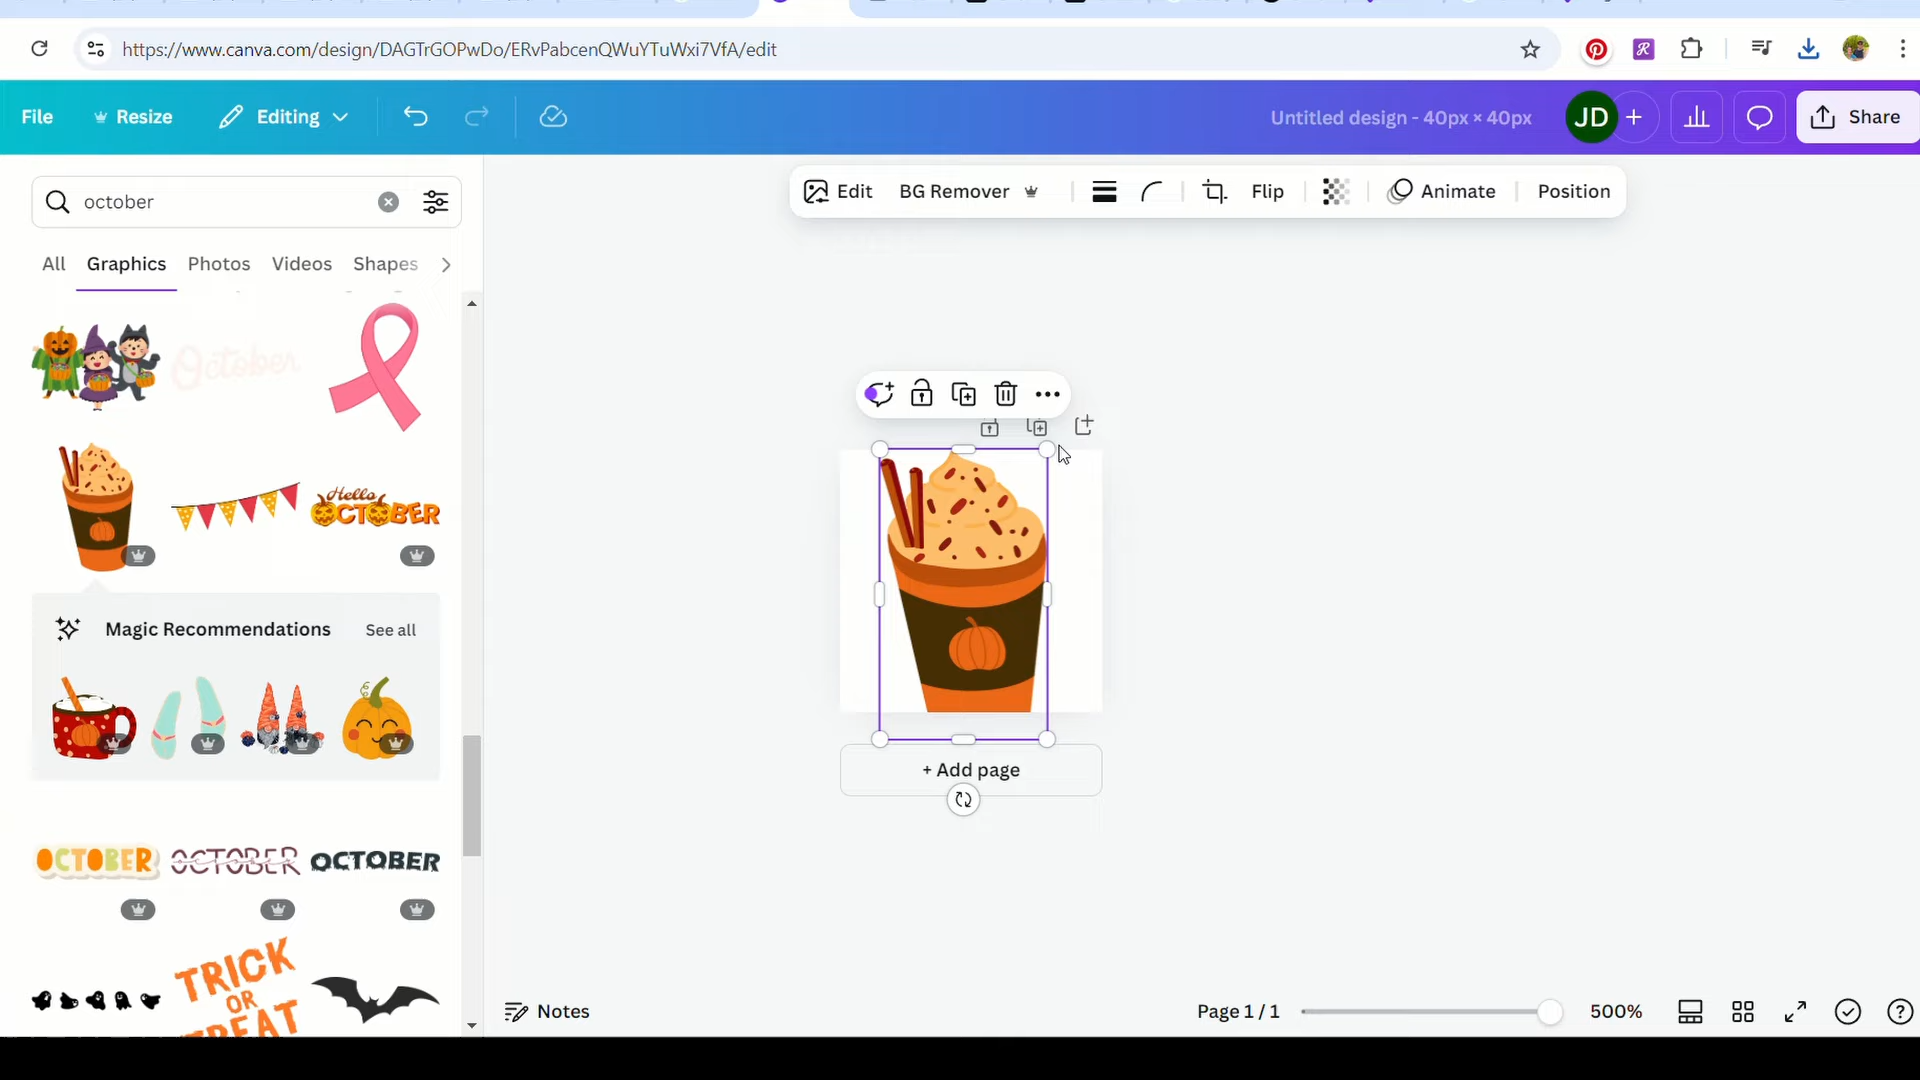 https://www.canva.com/design/DAGTrGOPwDo/ERvPabcenQWuYTuWxi7VfA/edit
File
Resize
Editing
Untitled design - 40px × 40px
JD
Share
october
Edit
BG Remover
Flip
Animate
Position
All
Graphics
Photos
Videos
Shapes
October
Hello
OCTOBER
Magic Recommendations
See all
+ Add page
OCTOBER
OCTOBER
OCTOBER
TRICK
OR
TREAT
Notes
Page 1 / 1
500%